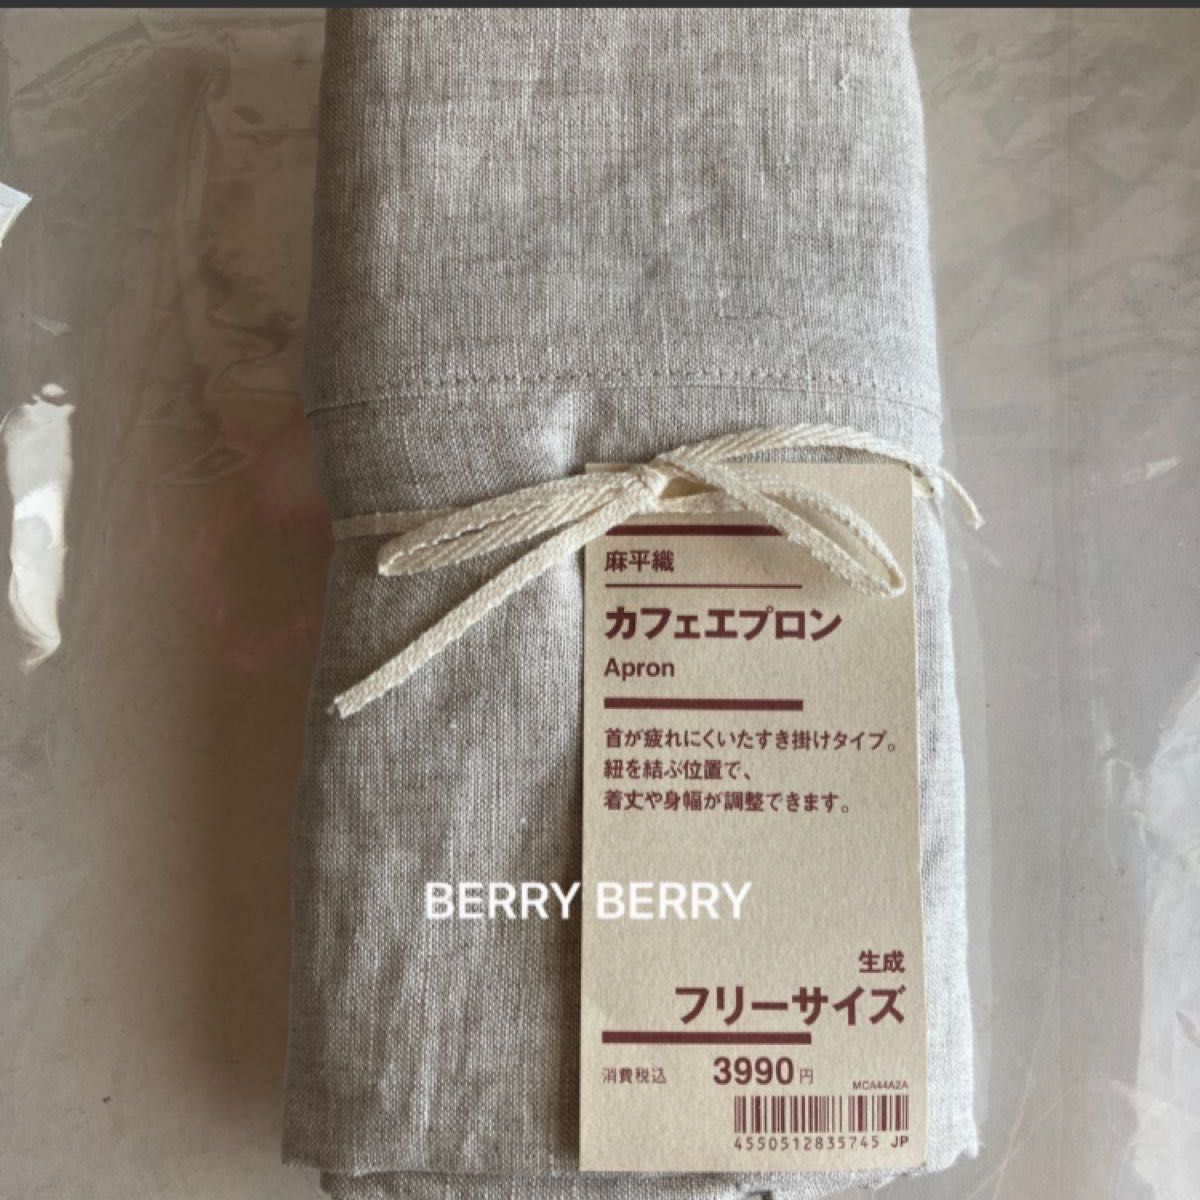 麻平織
カフェエプロン
Apron
首が疲れにくいたすき掛けタイプ。
紐を結ぶ位置で、
着丈や身幅が調整できます。
BERRY BERRY
生成
フリーサイズ
消費税込 3990円
MCA44A2A
4550512835745 JP